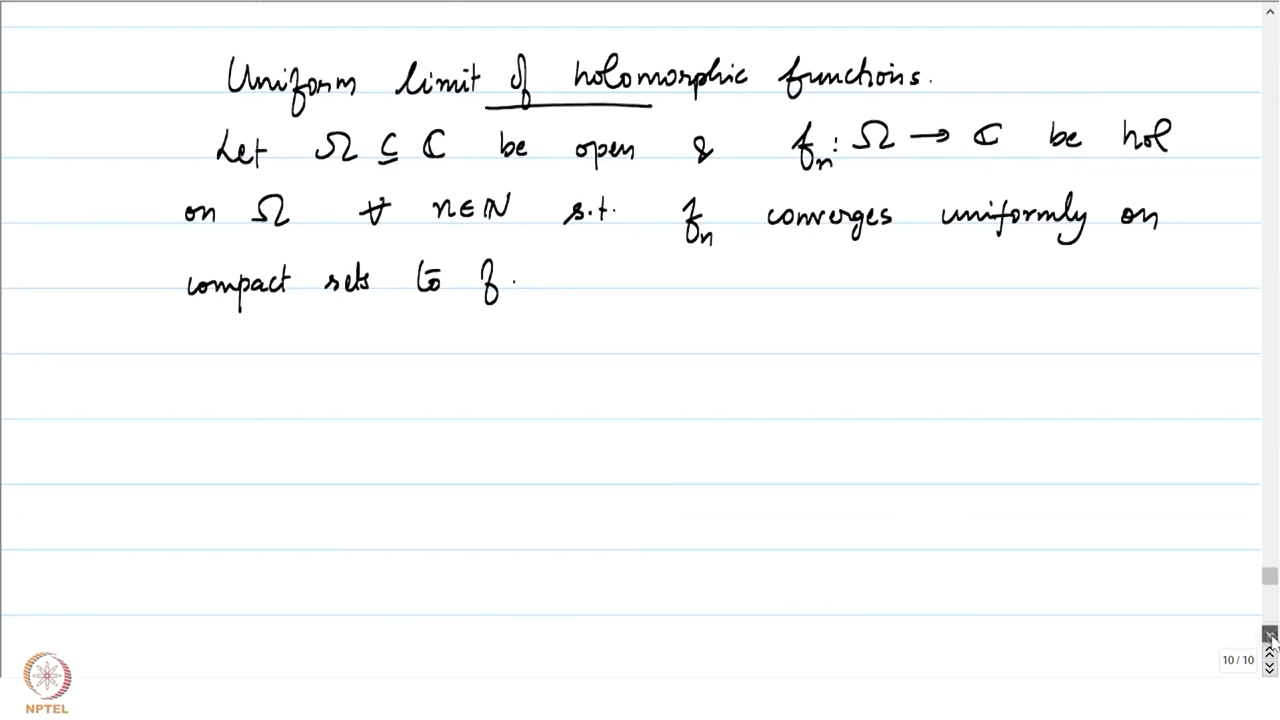 Uniform limit of holomorphic functions.
Let Ω ⊆ ℂ be open & fₙ: Ω → ℂ be hol
on Ω ∀ n∈ℕ s.t. fₙ converges uniformly on
compact sets to f.
10 / 10
NPTEL